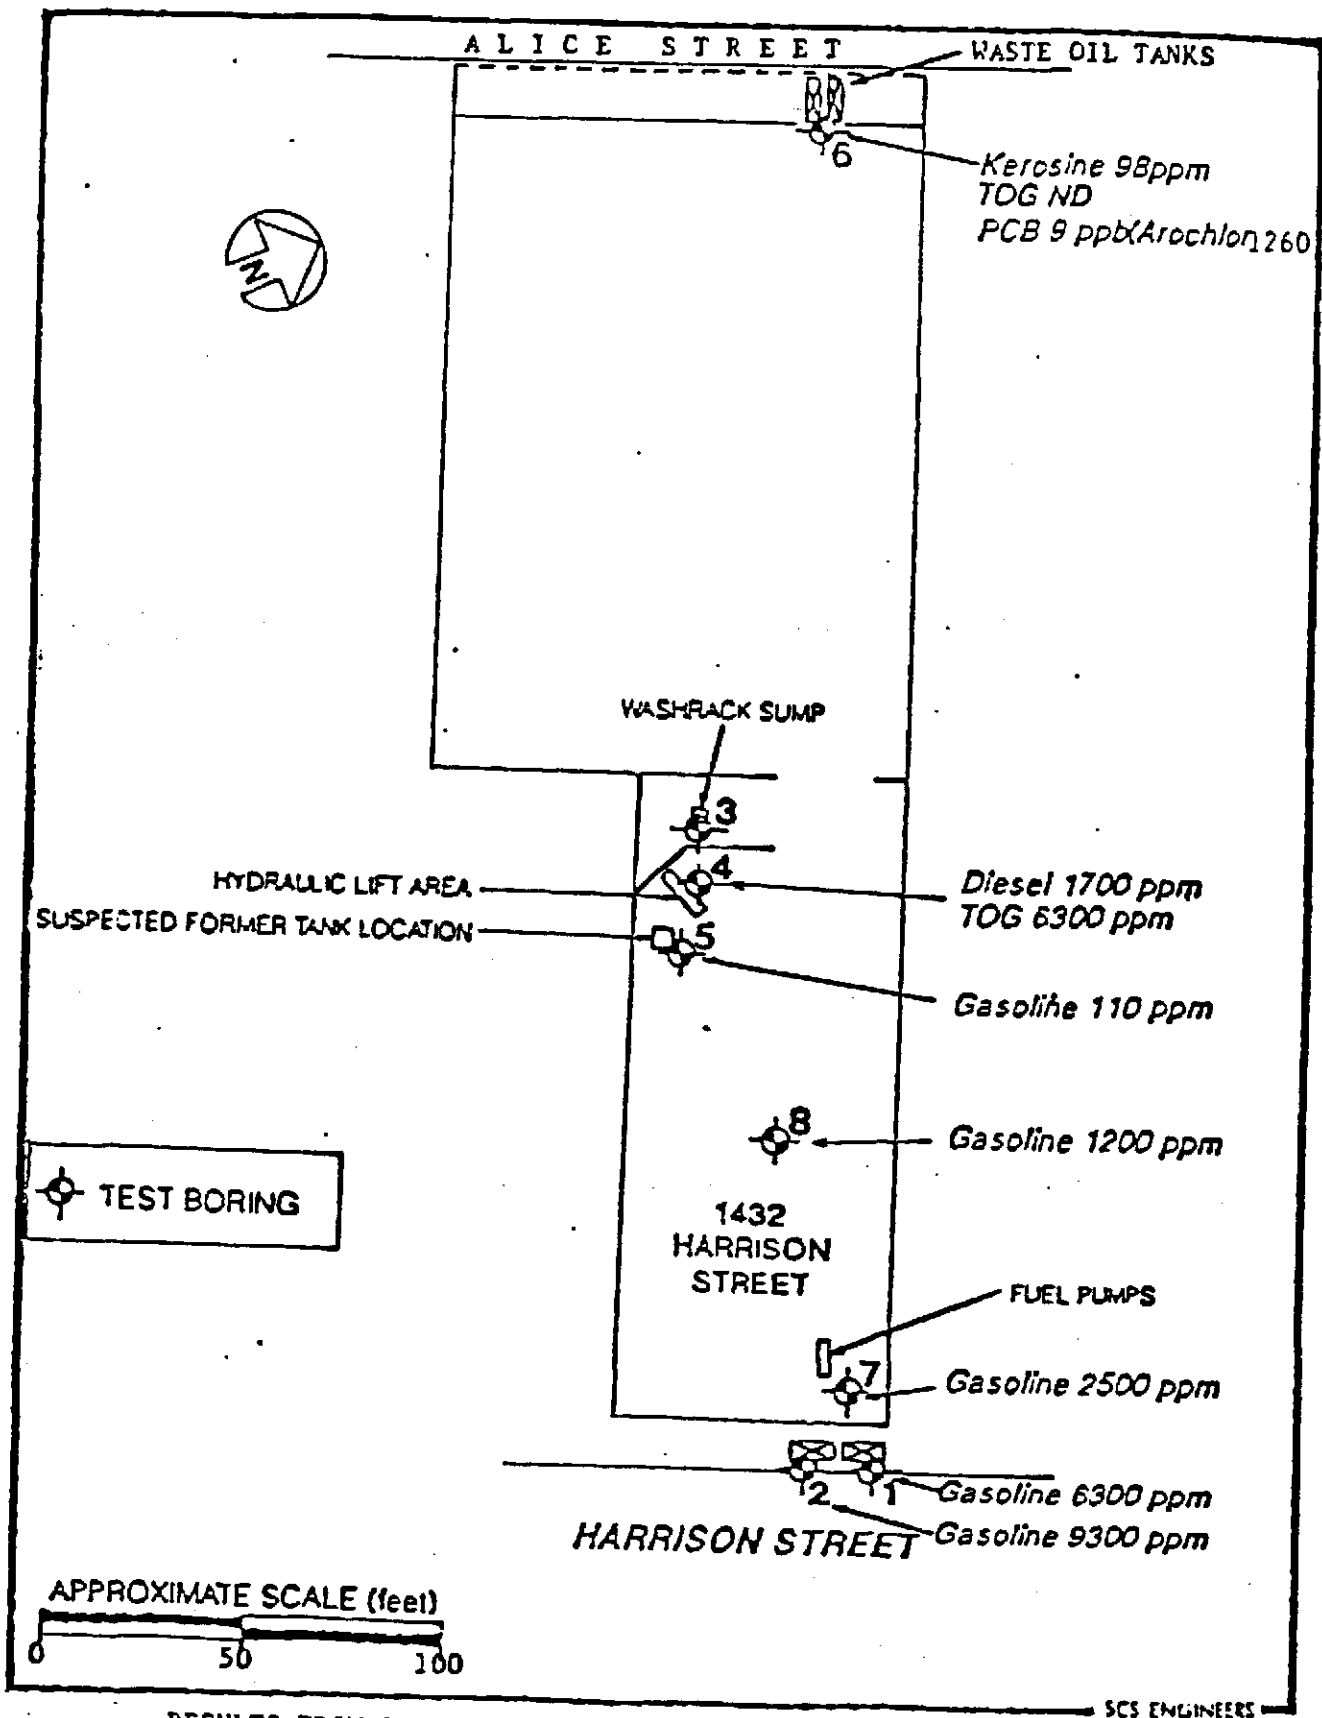 ALICE STREET
WASTE OIL TANKS
6
Kerosine 98ppm
TOG ND
PCB 9 ppb(Arochlor1260
N
WASHRACK SUMP
3
4
HYDRAULIC LIFT AREA
Diesel 1700 ppm
TOG 6300 ppm
SUSPECTED FORMER TANK LOCATION
5
Gasoline 110 ppm
8
Gasoline 1200 ppm
TEST BORING
1432
HARRISON
STREET
FUEL PUMPS
7
Gasoline 2500 ppm
2
1
Gasoline 6300 ppm
Gasoline 9300 ppm
HARRISON STREET
APPROXIMATE SCALE (feet)
0 50 100
SCS ENGINEERS